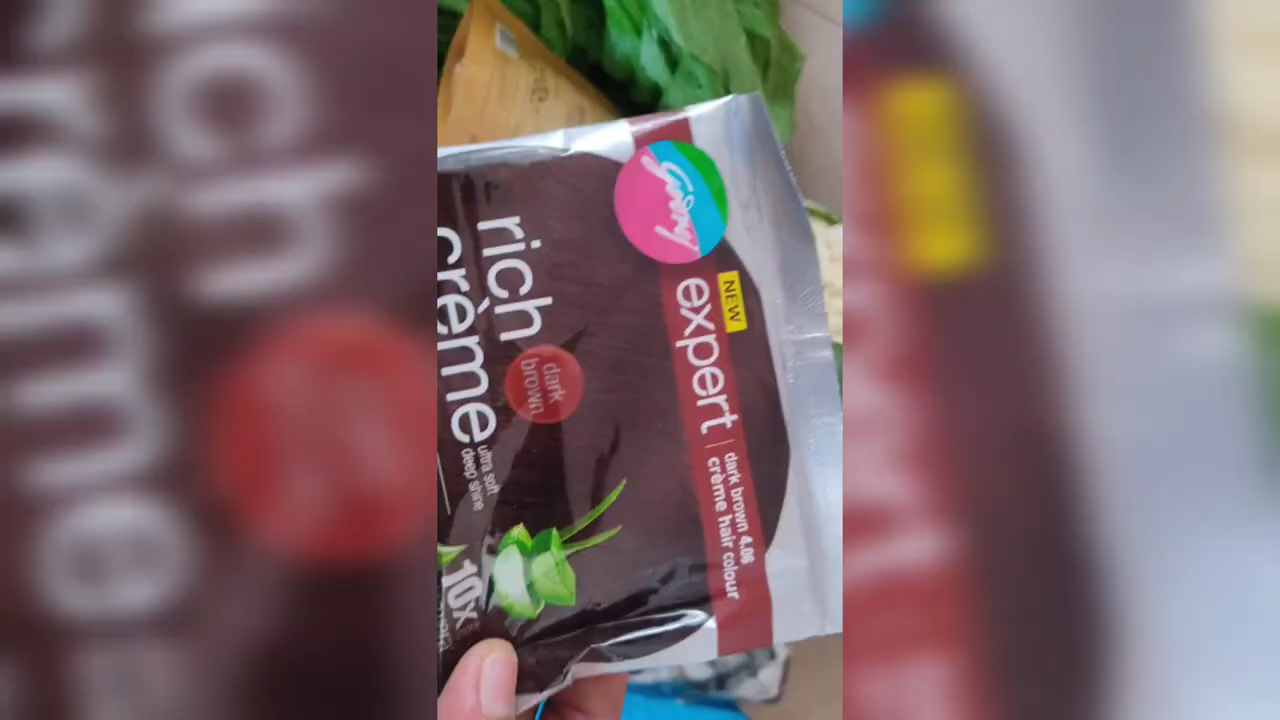 Godrej
NEW
expert
dark brown 4.06
crème hair colour
rich
crème
dark
brown
ultra soft
deep shine
10x